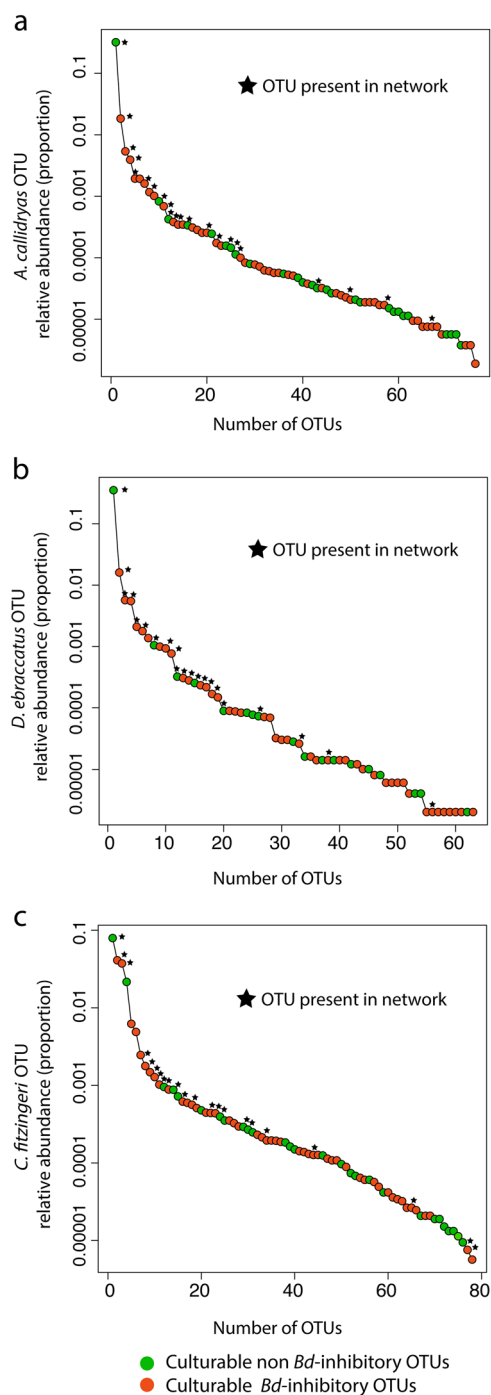 a
A. callidryas OTU
relative abundance (proportion)
0.1
0.01
0.001
0.0001
0.00001
OTU present in network
0 20 40 60
Number of OTUs
b
D. ebraccatus OTU
relative abundance (proportion)
0.1
0.01
0.001
0.0001
0.00001
OTU present in network
0 10 20 30 40 50 60
Number of OTUs
c
C. fitzingeri OTU
relative abundance (proportion)
0.1
0.01
0.001
0.0001
0.00001
OTU present in network
0 20 40 60 80
Number of OTUs
Culturable non Bd-inhibitory OTUs
Culturable Bd-inhibitory OTUs